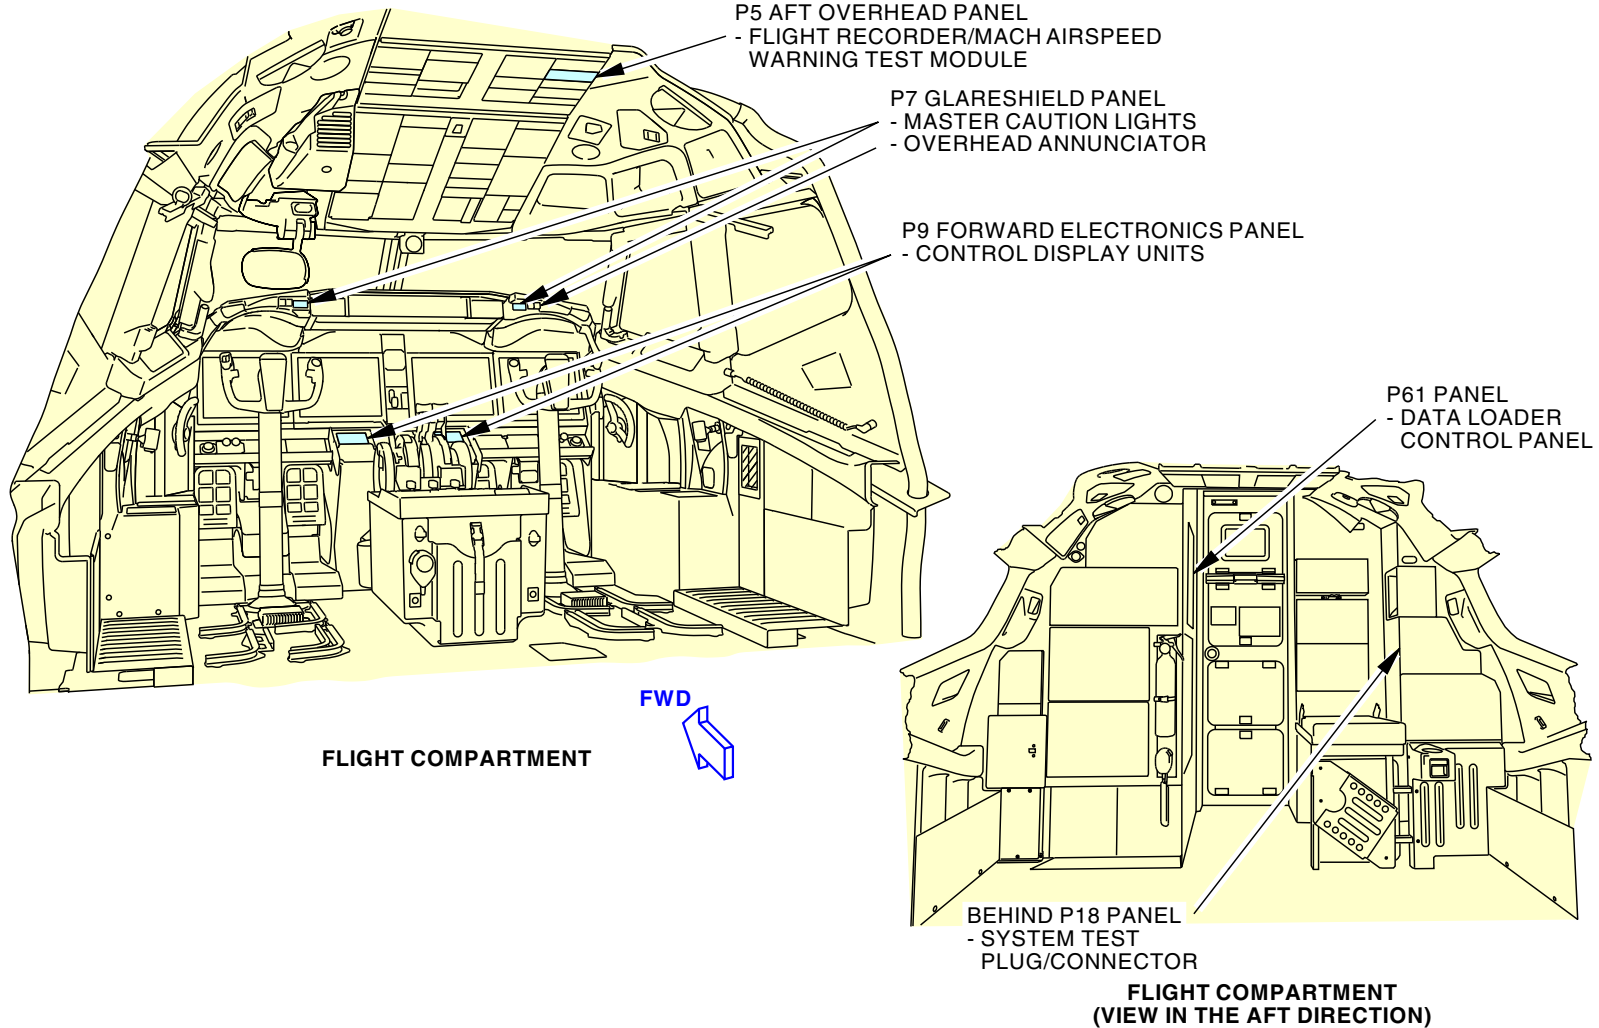 P5 AFT OVERHEAD PANEL
- FLIGHT RECORDER/MACH AIRSPEED
WARNING TEST MODULE
P7 GLARESHIELD PANEL
- MASTER CAUTION LIGHTS
- OVERHEAD ANNUNCIATOR
P9 FORWARD ELECTRONICS PANEL
- CONTROL DISPLAY UNITS
P61 PANEL
- DATA LOADER
CONTROL PANEL
FWD
FLIGHT COMPARTMENT
BEHIND P18 PANEL
- SYSTEM TEST
PLUG/CONNECTOR
FLIGHT COMPARTMENT
(VIEW IN THE AFT DIRECTION)